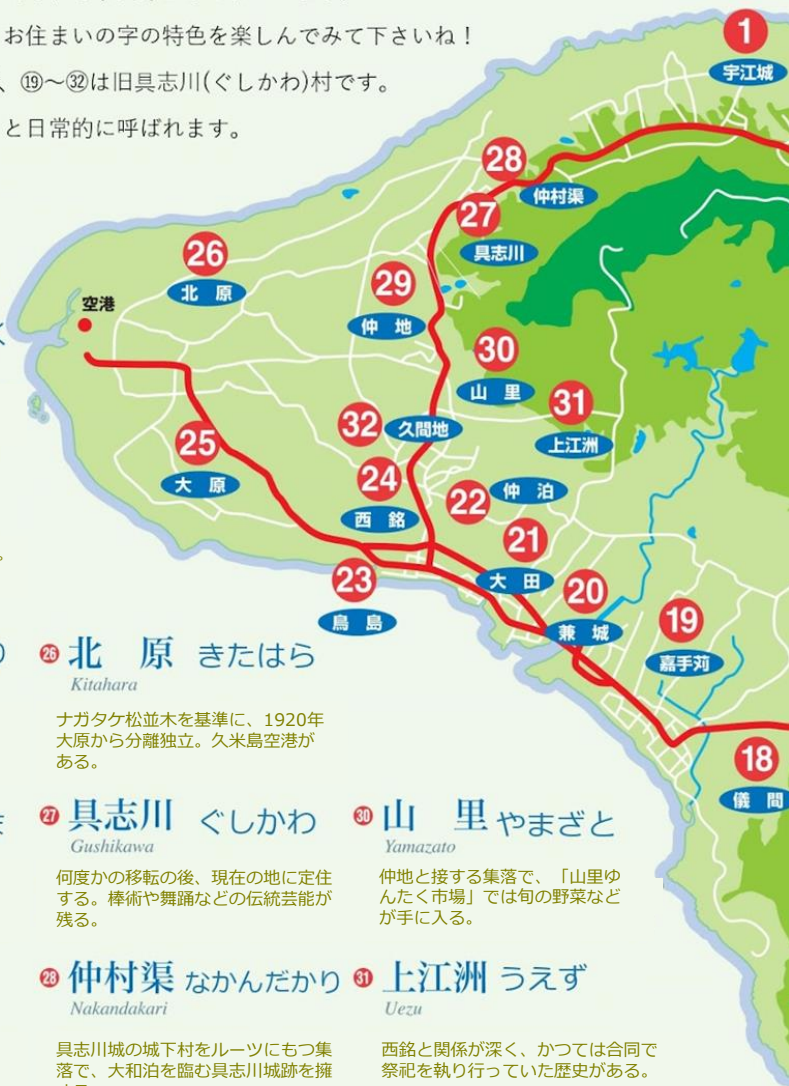 お住まいの字の特色を楽しんでみて下さいね！
、⑲〜㉜は旧具志川(ぐしかわ)村です。
と日常的に呼ばれます。
1
宇江城
28
仲村渠
27
具志川
26
北 原
空港
29
仲 地
30
山 里
31
上江洲
32
久間地
25
大 原
24
西 銘
22
仲 泊
21
大 田
23
鳥 島
20
兼 城
19
嘉手苅
18
儀 間
㉖ 北 原 きたはら
Kitahara
ナガタケ松並木を基準に、1920年
大原から分離独立。久米島空港が
ある。
㉗ 具志川 ぐしかわ
Gushikawa
何度かの移転の後、現在の地に定住
する。棒術や舞踊などの伝統芸能が
残る。
㉚ 山 里 やまざと
Yamazato
仲地と接する集落で、「山里ゆ
んたく市場」では旬の野菜など
が手に入る。
㉘ 仲村渠 なかんだかり
Nakandakari
具志川城の城下村をルーツにもつ集
落で、大和泊を臨む具志川城跡を擁
㉛ 上江洲 うえず
Uezu
西銘と関係が深く、かつては合同で
祭祀を執り行っていた歴史がある。